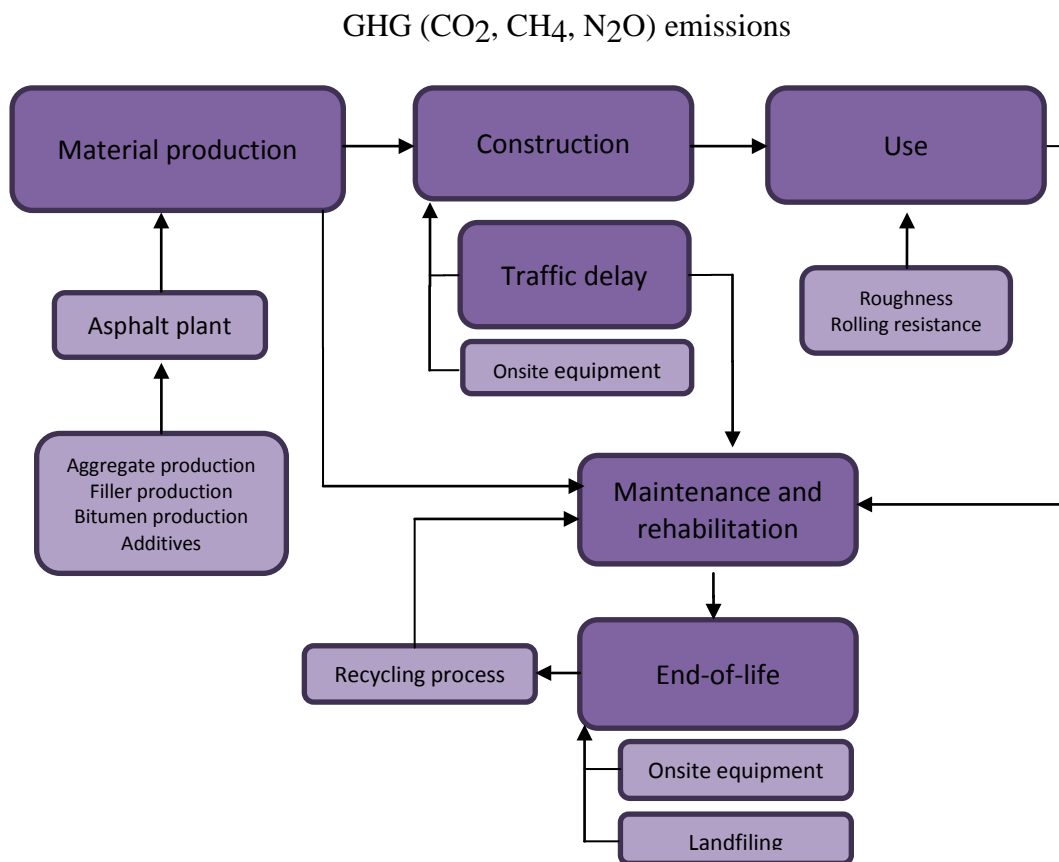 GHG (CO2, CH4, N2O) emissions
Material production
Construction
Use
Traffic delay
Roughness
Rolling resistance
Asphalt plant
Onsite equipment
Aggregate production
Filler production
Bitumen production
Additives
Maintenance and
rehabilitation
Recycling process
End-of-life
Onsite equipment
Landfiling